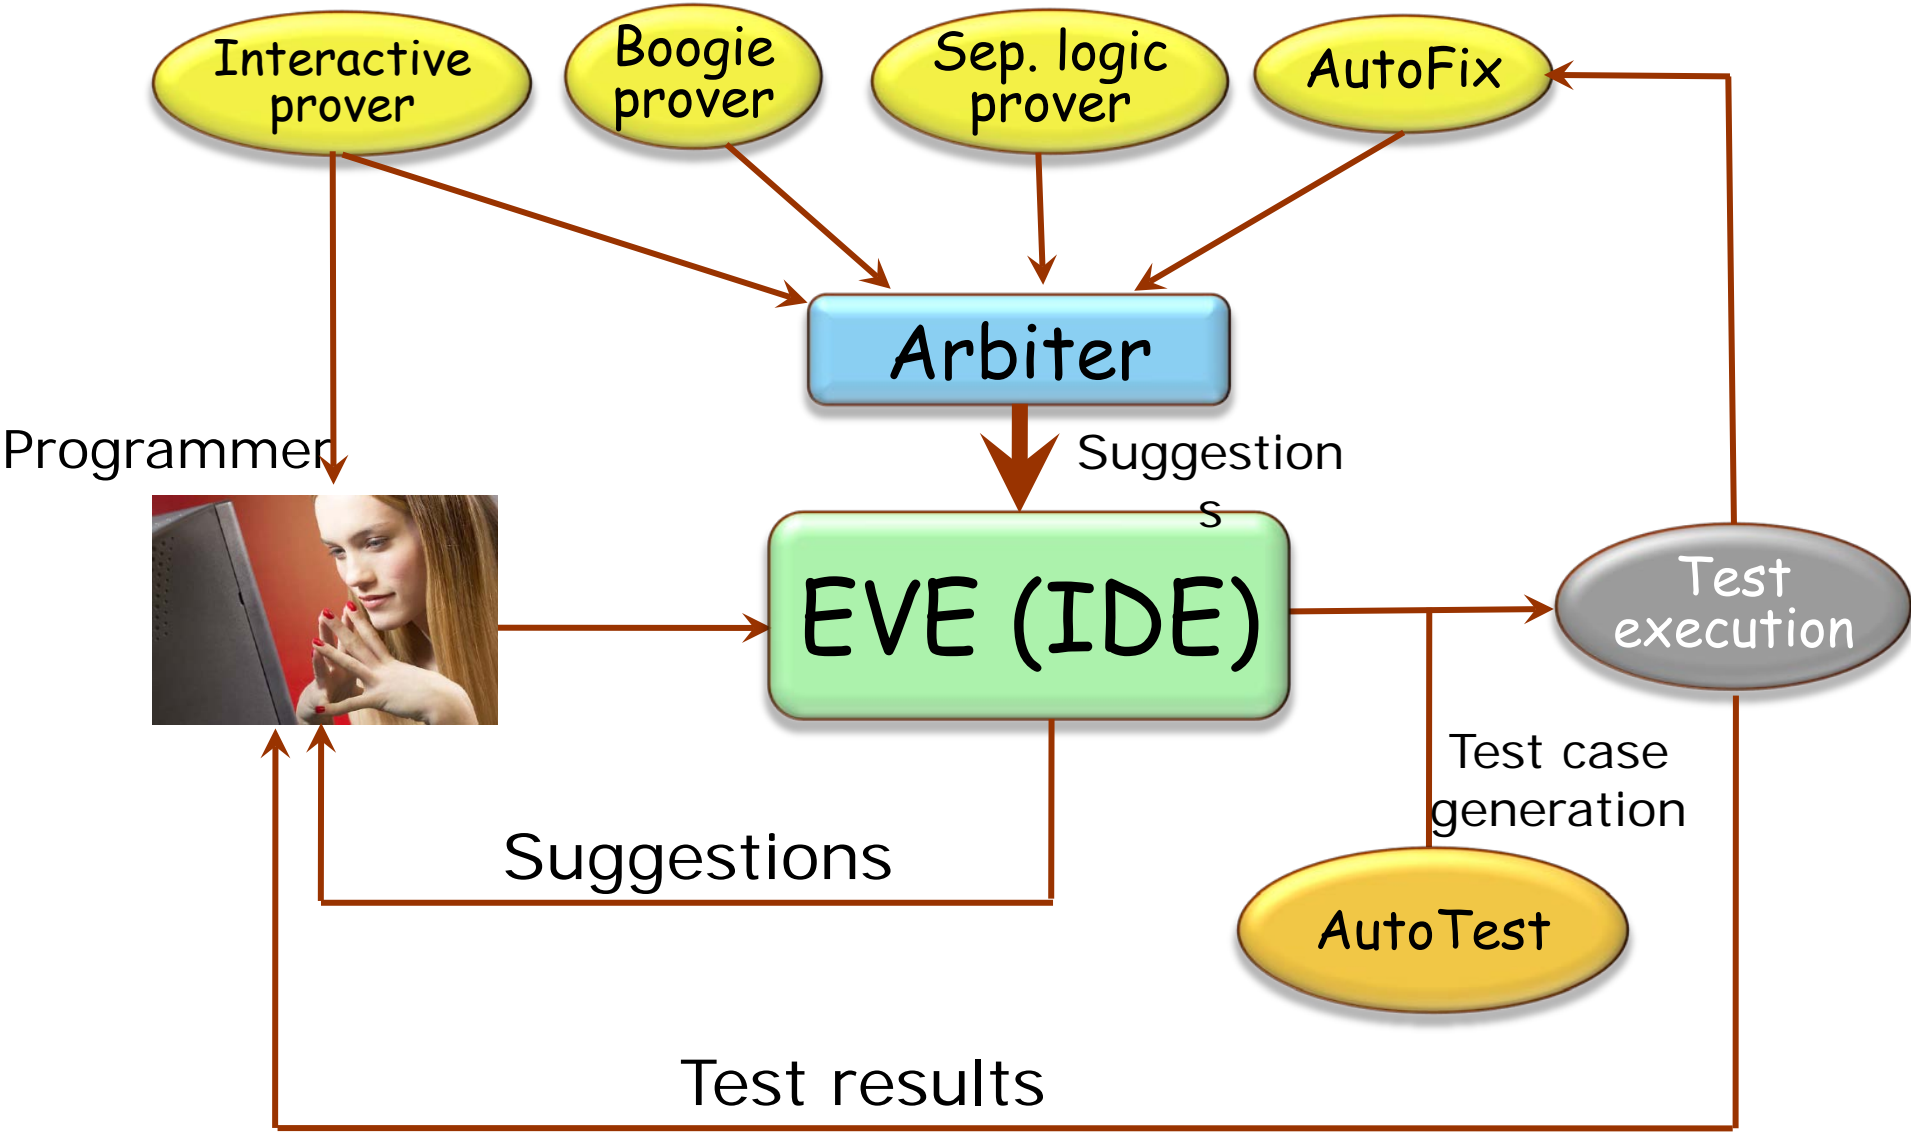 Interactive
prover
Boogie
prover
Sep. logic
prover
AutoFix
Arbiter
Programmer
Suggestion
s
EVE (IDE)
Test
execution
Test case
generation
Suggestions
AutoTest
Test results